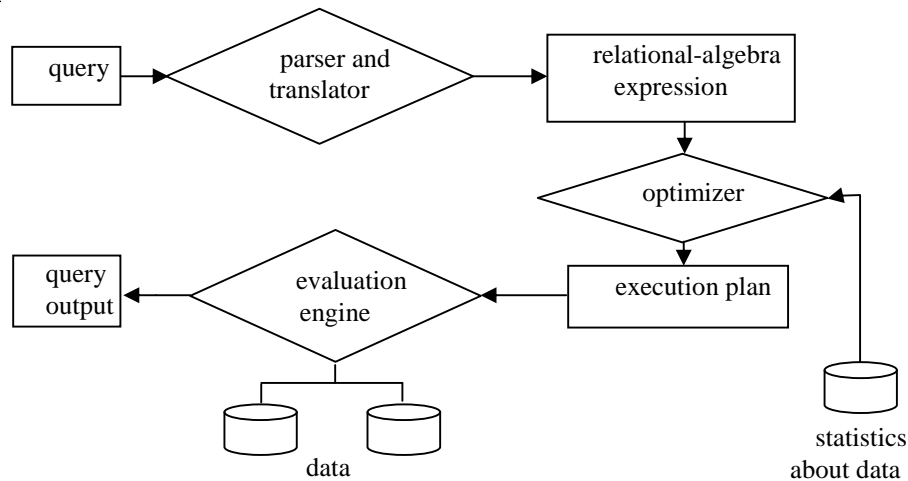 query
parser and
translator
relational-algebra
expression
optimizer
query
output
evaluation
engine
execution plan
data
statistics
about data